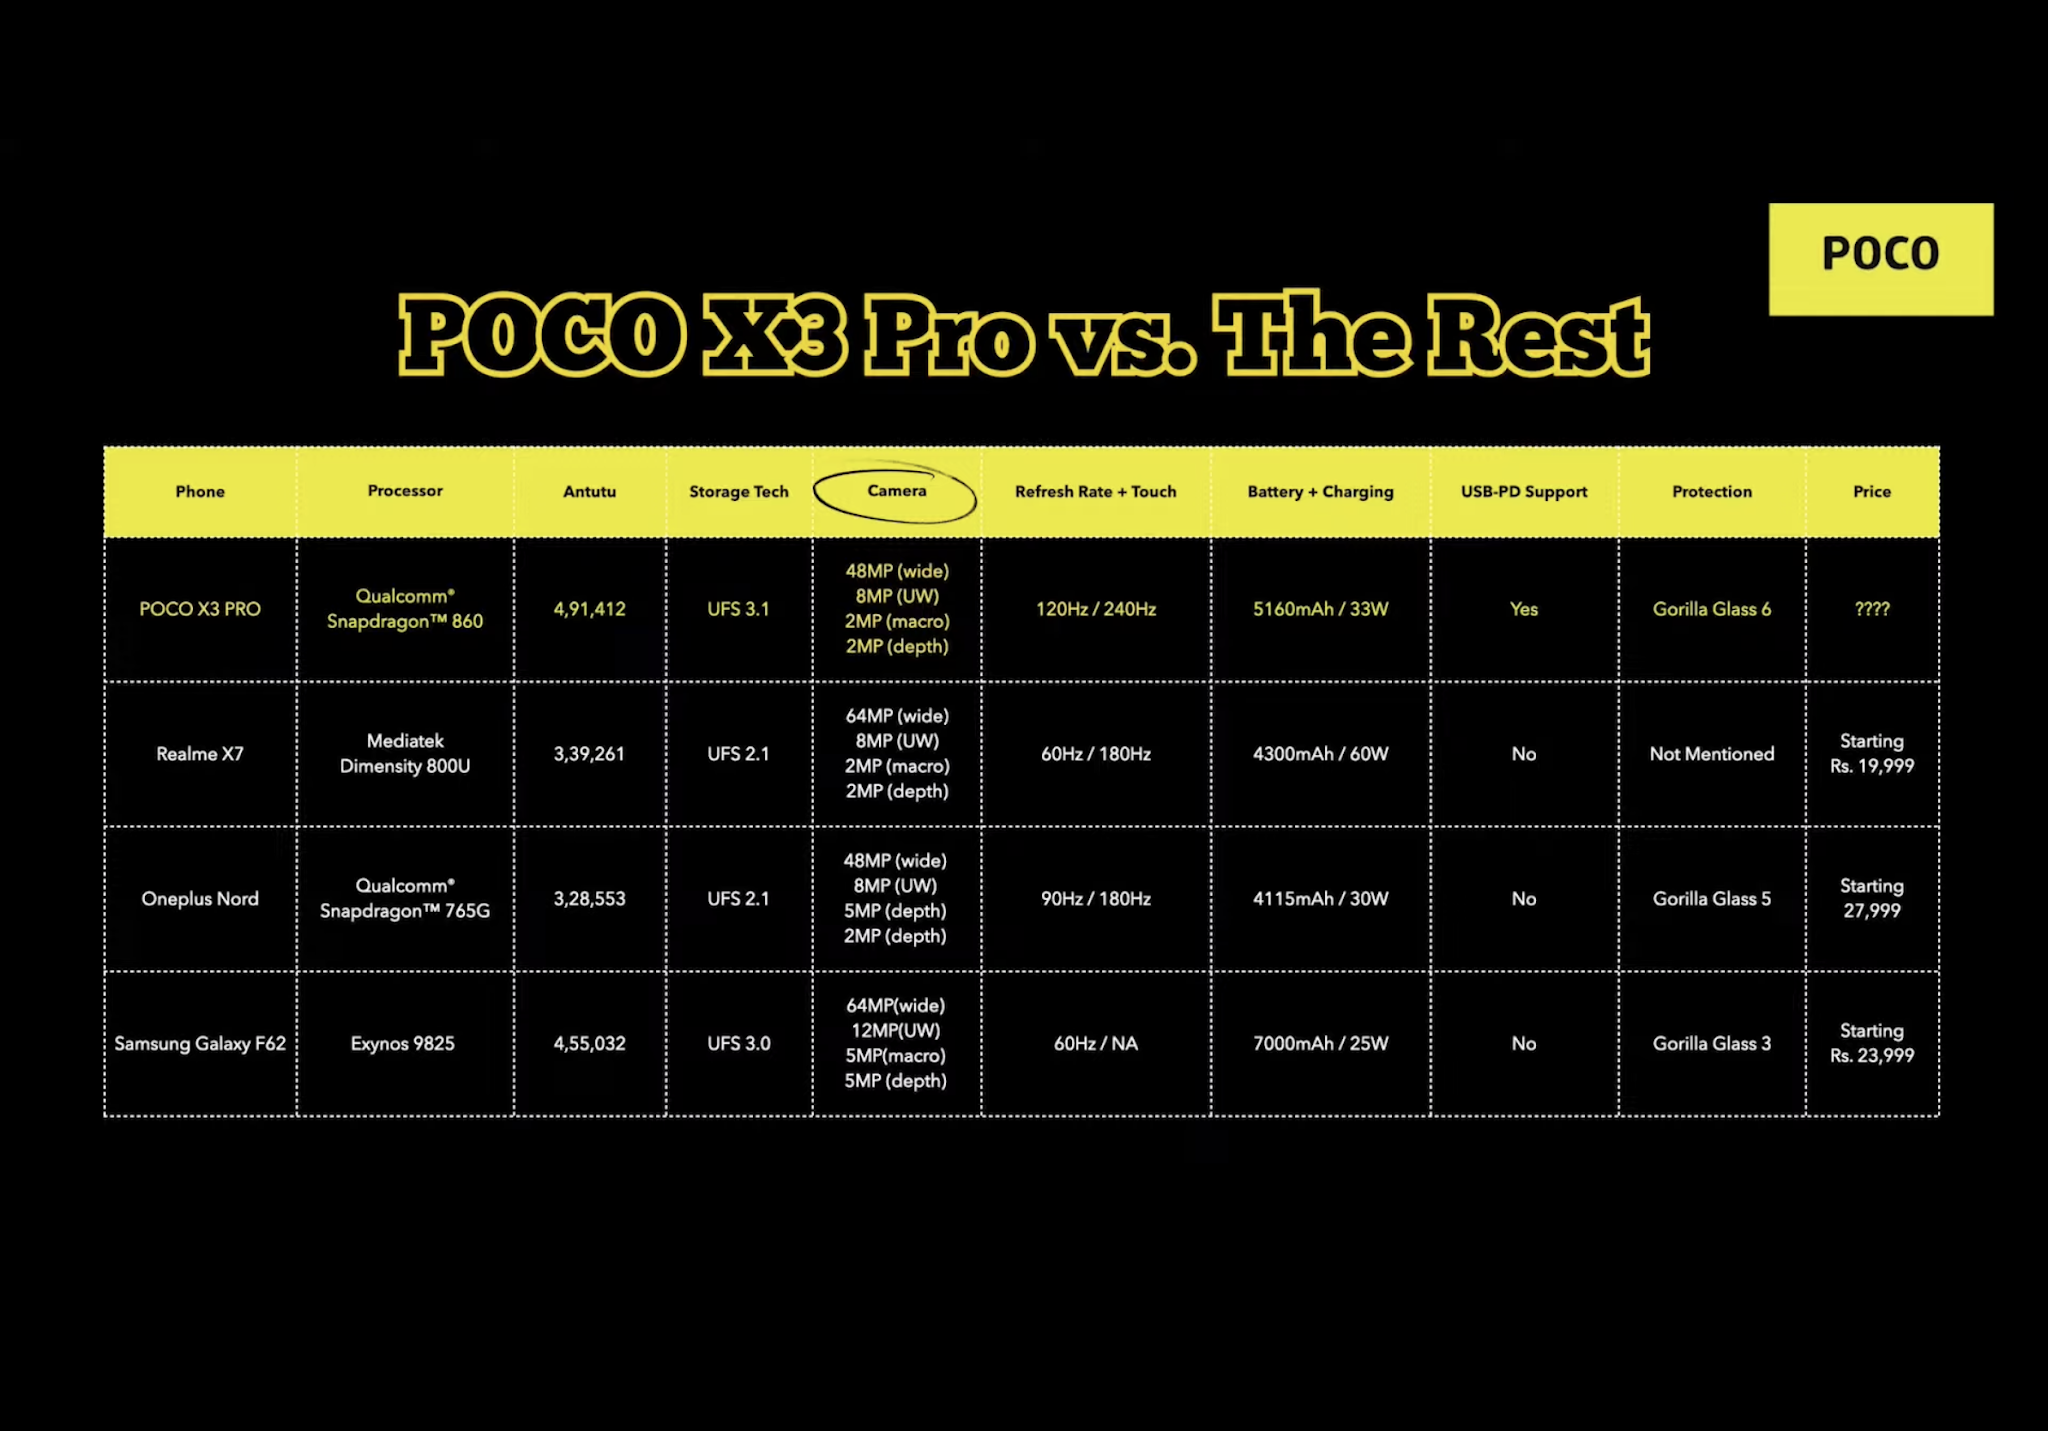 POCO
POCO X3 Pro vs. The Rest
Phone Processor Antutu Storage Tech Camera Refresh Rate + Touch Battery + Charging USB-PD Support Protection Price
POCO X3 PRO
Qualcomm®
Snapdragon™ 860
4,91,412
UFS 3.1
48MP (wide)
8MP (UW)
2MP (macro)
2MP (depth)
120Hz / 240Hz
5160mAh / 33W
Yes
Gorilla Glass 6
????
Realme X7
Mediatek
Dimensity 800U
3,39,261
UFS 2.1
64MP (wide)
8MP (UW)
2MP (macro)
2MP (depth)
60Hz / 180Hz
4300mAh / 60W
No
Not Mentioned
Starting
Rs. 19,999
Oneplus Nord
Qualcomm®
Snapdragon™ 765G
3,28,553
UFS 2.1
48MP (wide)
8MP (UW)
5MP (depth)
2MP (depth)
90Hz / 180Hz
4115mAh / 30W
No
Gorilla Glass 5
Starting
27,999
Samsung Galaxy F62
Exynos 9825
4,55,032
UFS 3.0
64MP(wide)
12MP(UW)
5MP(macro)
5MP (depth)
60Hz / NA
7000mAh / 25W
No
Gorilla Glass 3
Starting
Rs. 23,999